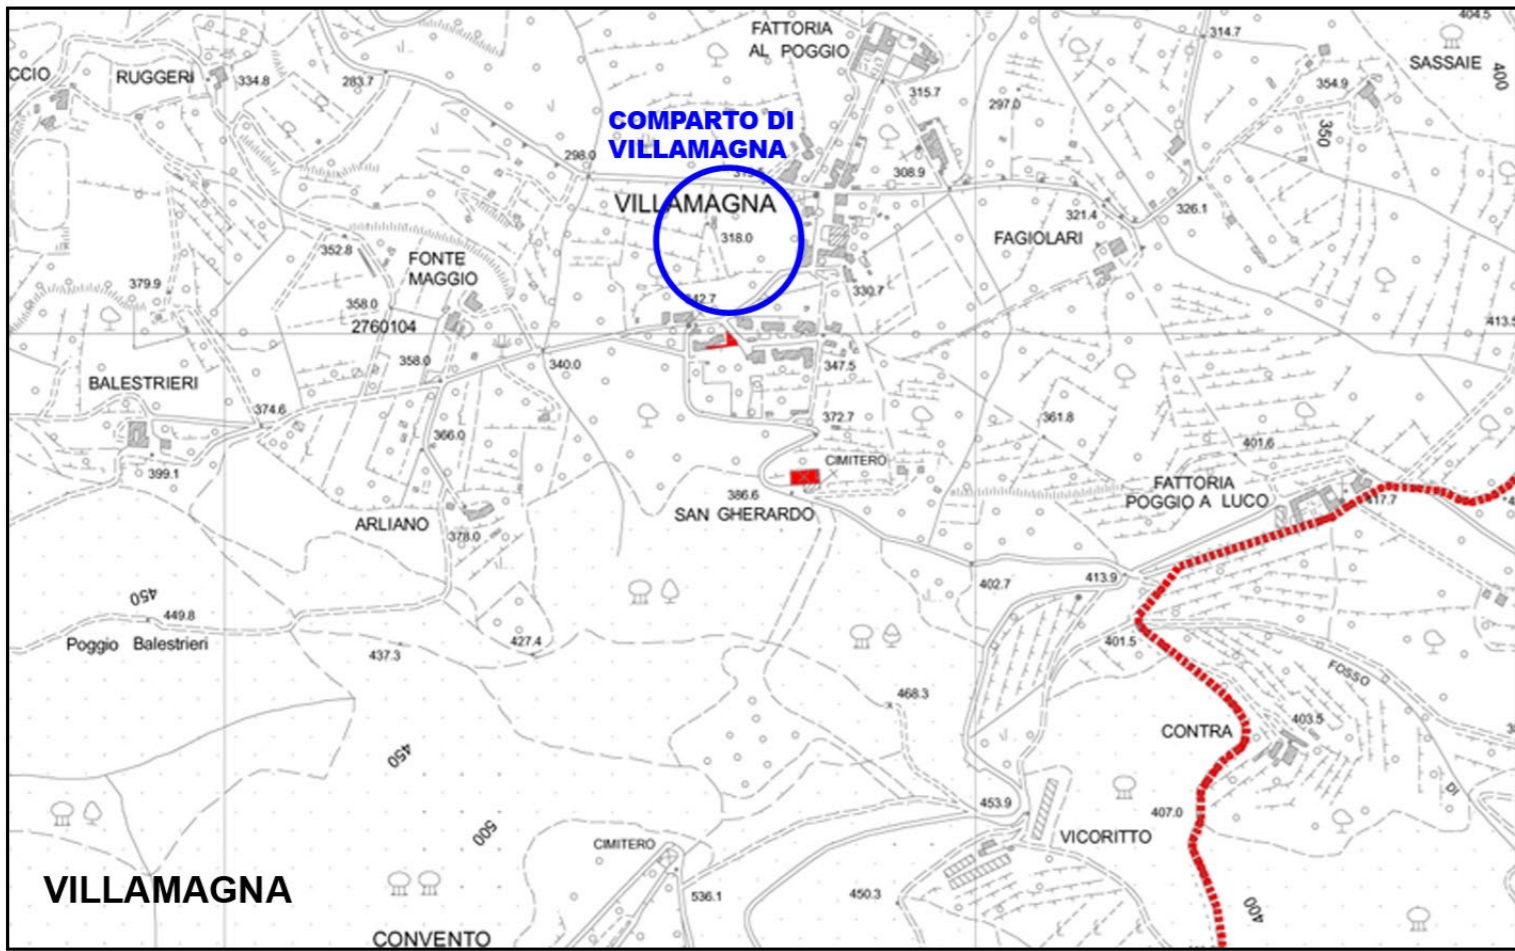 FATTORIA
AL POGGIO
404.5
314.7
CCIO
RUGGERI
334.8
283.7
SASSAIE
400
354.9
315.7
297.0
350
COMPARTO DI
VILLAMAGNA
298.0
308.9
VILLAMAGNA
321.4
326.1
318.0
FAGIOLARI
352.8
FONTE
MAGGIO
379.9
330.7
358.0
342.7
2760104
413.5
358.0
340.0
347.5
BALESTRIERI
374.6
372.7
361.8
366.0
401.6
399.1
CIMITERO
FATTORIA
POGGIO A LUCO
386.6
SAN GHERARDO
417.7
ARLIANO
378.0
402.7
413.9
450
449.8
Poggio Balestrieri
427.4
437.3
401.5
FOSSO
468.3
CONTRA
403.5
450
DI
453.9
407.0
500
VICORITTO
CIMITERO
VILLAMAGNA
536.1
450.3
400
CONVENTO